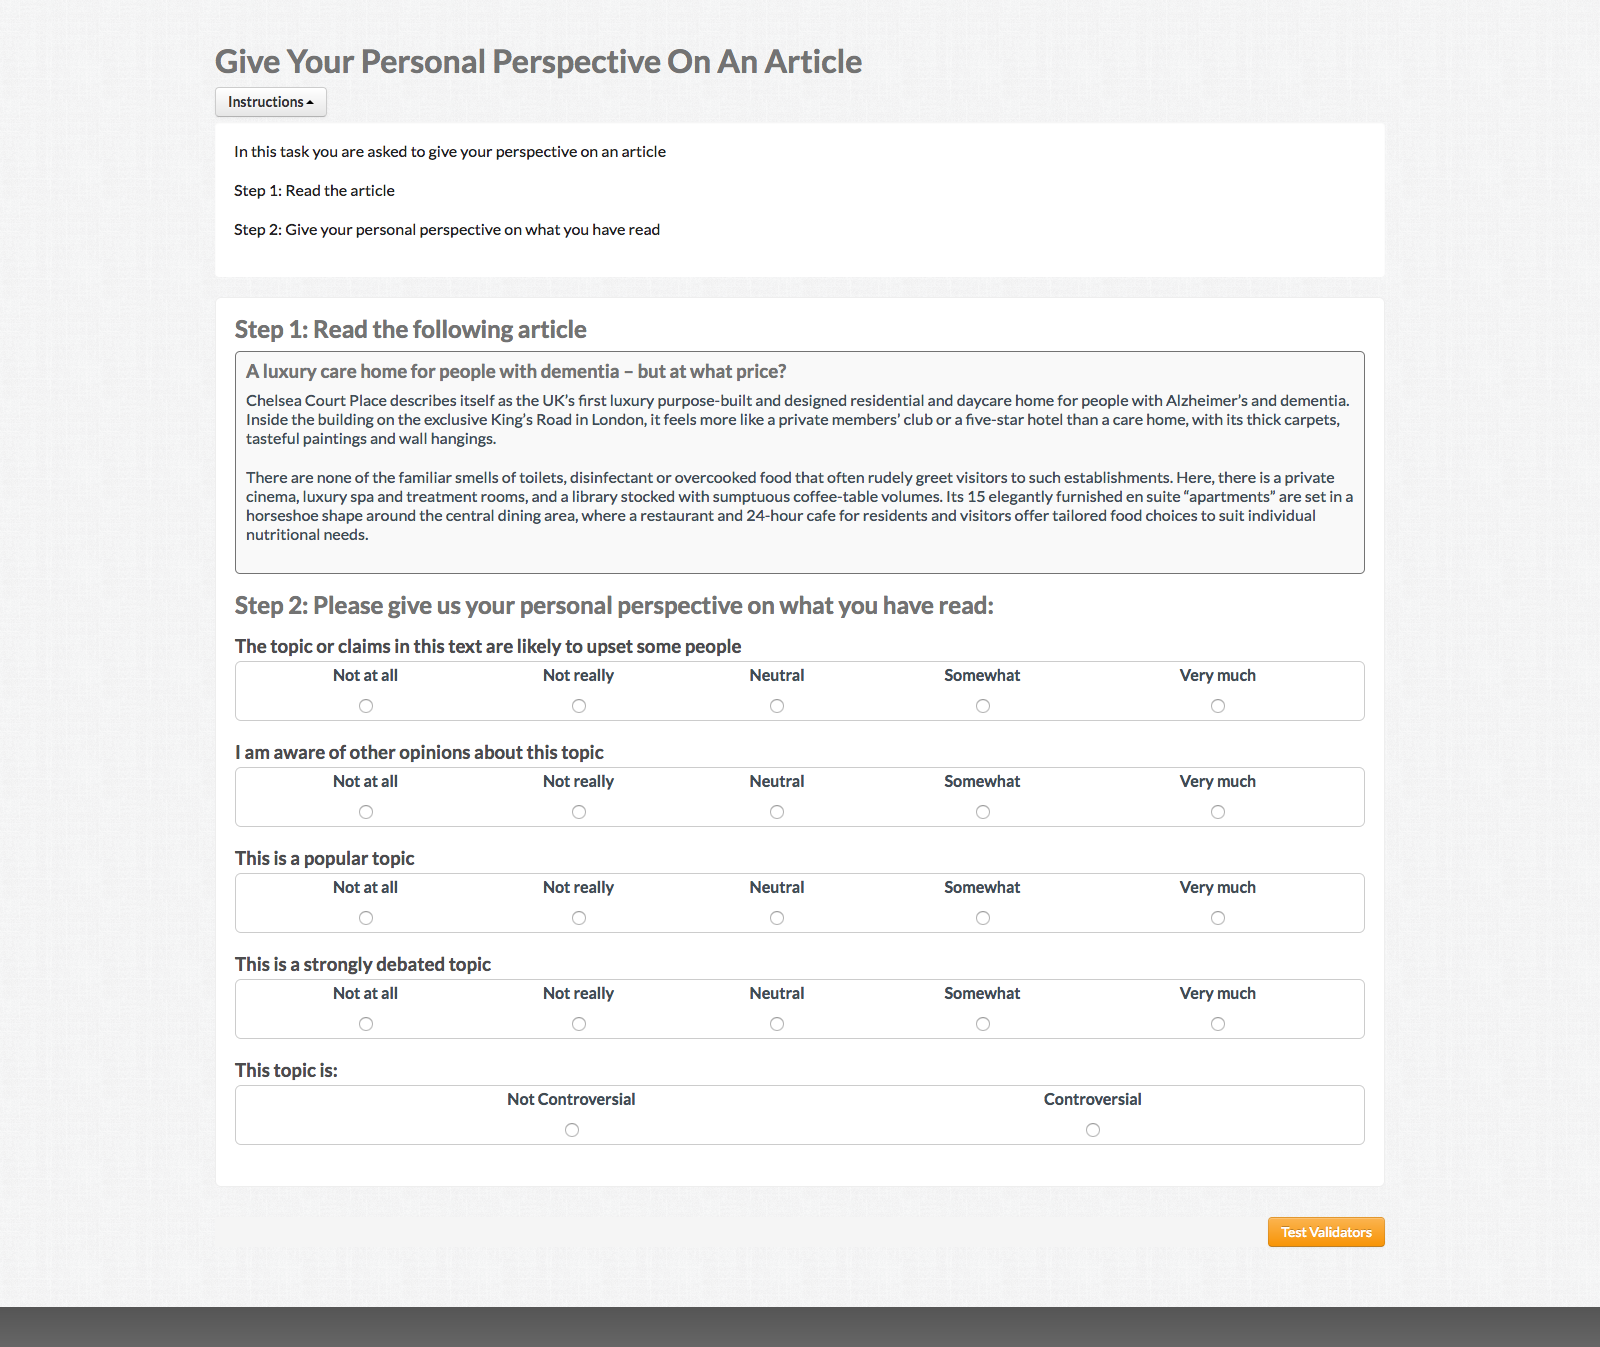 Give Your Personal Perspective On An Article
Instructions
In this task you are asked to give your perspective on an article
Step 1: Read the article
Step 2: Give your personal perspective on what you have read
Step 1: Read the following article
A luxury care home for people with dementia – but at what price?
Chelsea Court Place describes itself as the UK’s first luxury purpose-built and designed residential and daycare home for people with Alzheimer’s and dementia.
Inside the building on the exclusive King’s Road in London, it feels more like a private members’ club or a five-star hotel than a care home, with its thick carpets,
tasteful paintings and wall hangings.
There are none of the familiar smells of toilets, disinfectant or overcooked food that often rudely greet visitors to such establishments. Here, there is a private
cinema, luxury spa and treatment rooms, and a library stocked with sumptuous coffee-table volumes. Its 15 elegantly furnished en suite “apartments” are set in a
horseshoe shape around the central dining area, where a restaurant and 24-hour cafe for residents and visitors offer tailored food choices to suit individual
nutritional needs.
Step 2: Please give us your personal perspective on what you have read:
The topic or claims in this text are likely to upset some people
Not at all Not really Neutral Somewhat Very much
I am aware of other opinions about this topic
Not at all Not really Neutral Somewhat Very much
This is a popular topic
Not at all Not really Neutral Somewhat Very much
This is a strongly debated topic
Not at all Not really Neutral Somewhat Very much
This topic is:
Not Controversial Controversial
Test Validators